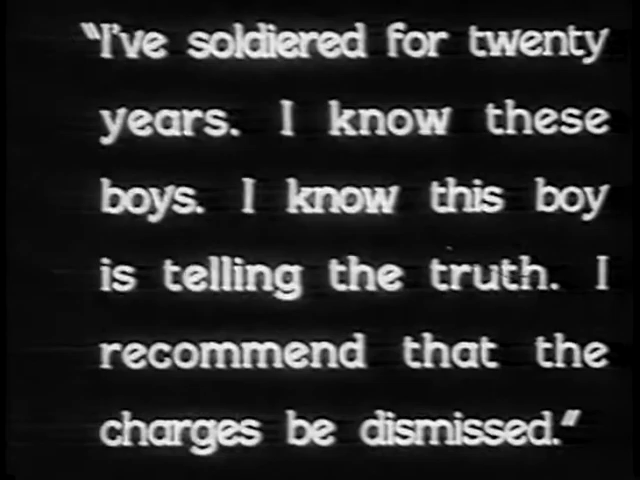 "I've soldiered for twenty
years. I know these
boys. I know this boy
is telling the truth. I
recommend that the
charges be dismissed."